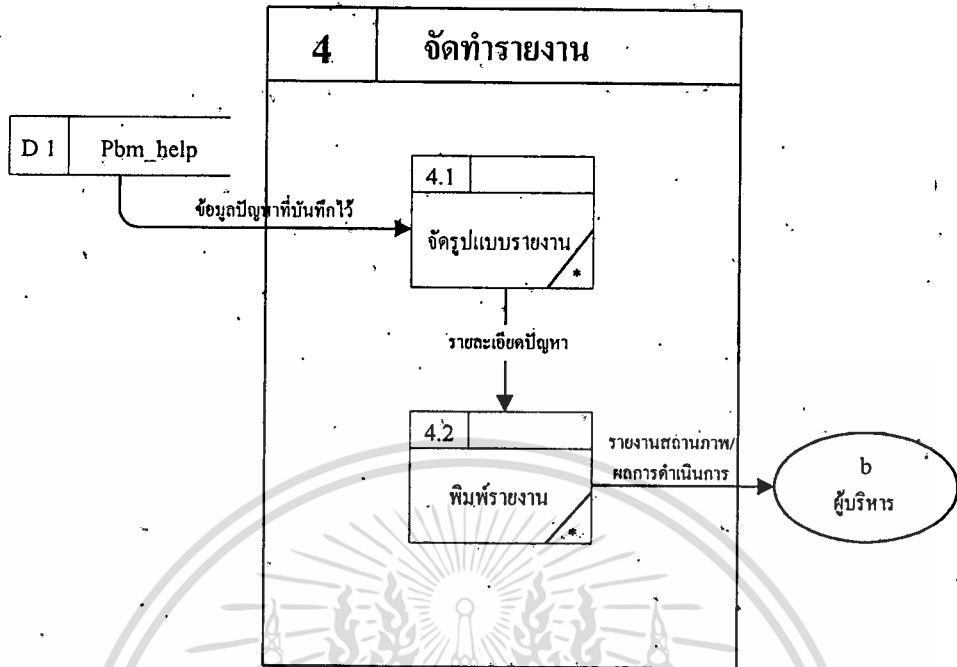 4 จัดทำรายงาน
D 1 Pbm_help
4.1
ข้อมูลปัญหาที่บันทึกไว้
จัดรูปแบบรายงาน
*
รายละเอียดปัญหา
4.2
รายงานสถานภาพ/
ผลการดำเนินการ
พิมพ์รายงาน
*
b
ผู้บริหาร